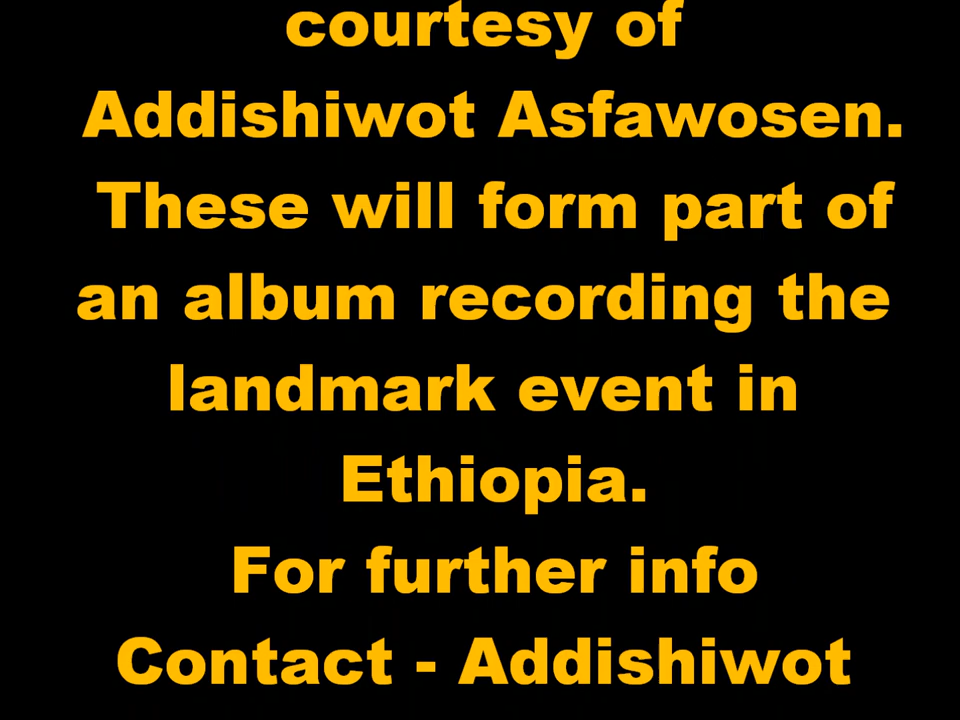 courtesy of
Addishiwot Asfawosen.
These will form part of
an album recording the
landmark event in
Ethiopia.
For further info
Contact - Addishiwot